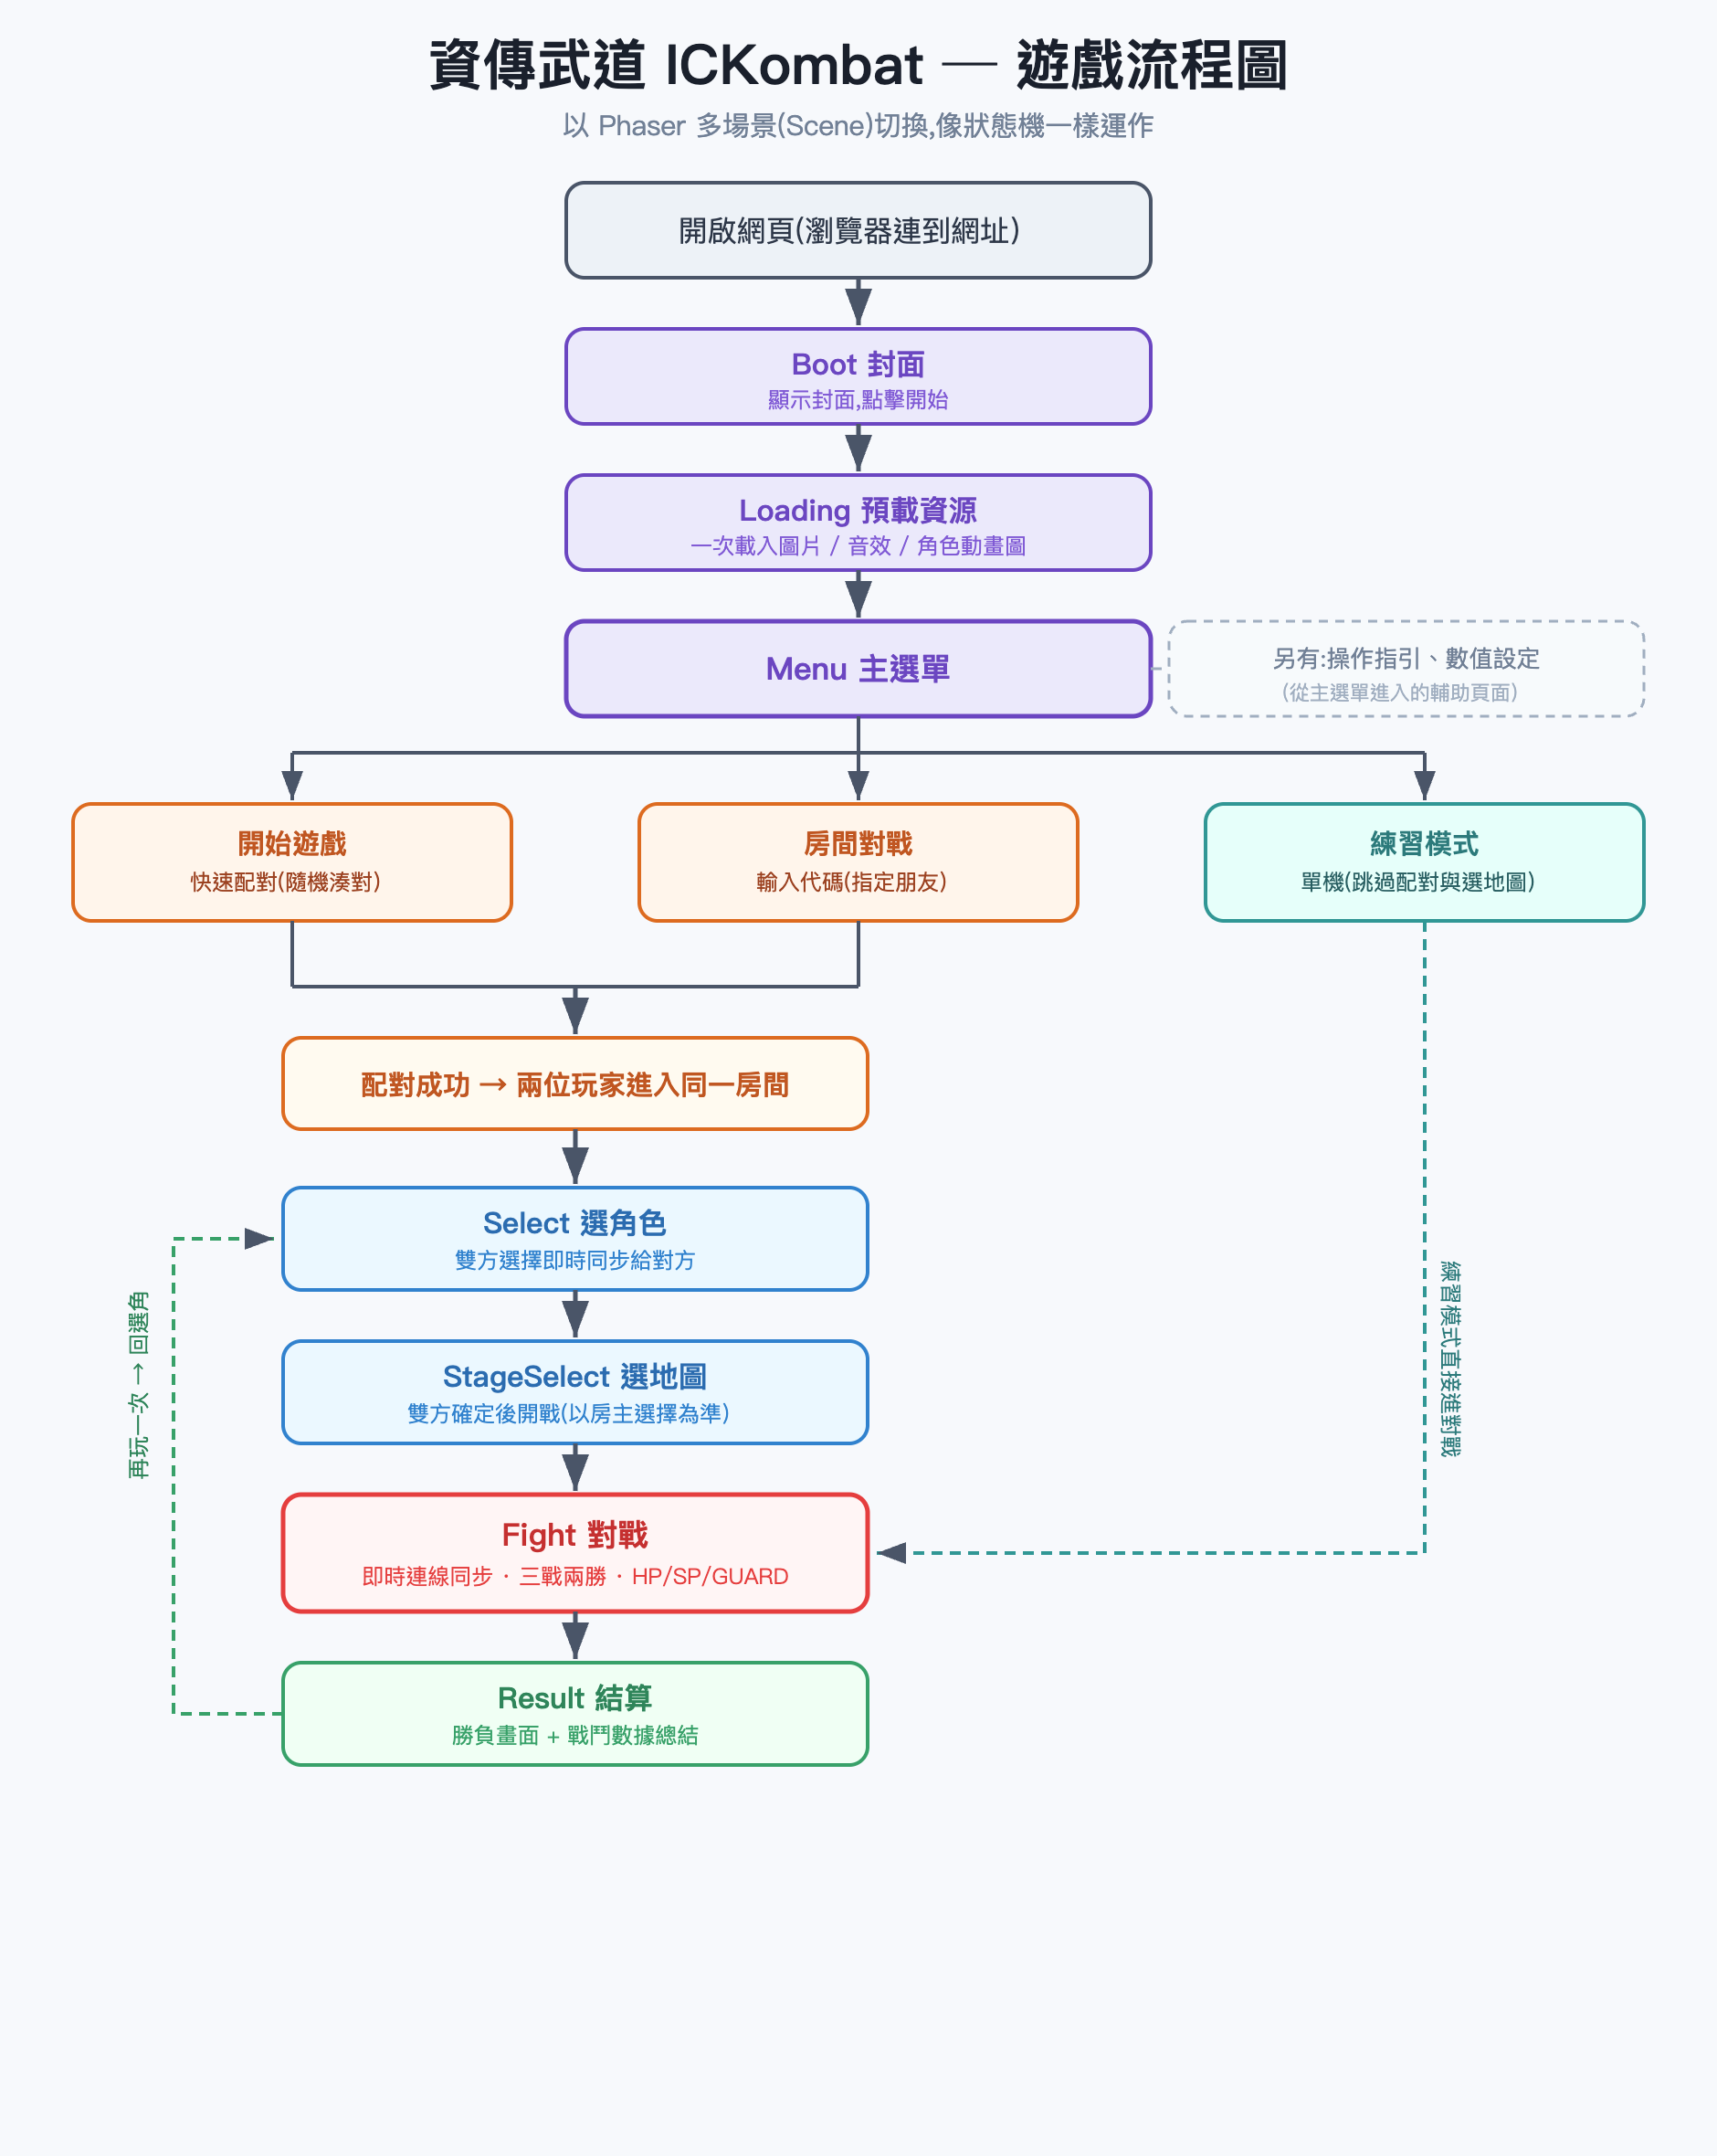 資傳武道 ICKombat — 遊戲流程圖
以 Phaser 多場景(Scene)切換,像狀態機一樣運作
開啟網頁(瀏覽器連到網址)
Boot 封面
顯示封面,點擊開始
Loading 預載資源
一次載入圖片 / 音效 / 角色動畫圖
Menu 主選單
另有:操作指引、數值設定
(從主選單進入的輔助頁面)
開始遊戲
快速配對(隨機湊對)
房間對戰
輸入代碼(指定朋友)
練習模式
單機(跳過配對與選地圖)
配對成功 → 兩位玩家進入同一房間
Select 選角色
雙方選擇即時同步給對方
再玩一次 → 回選角
練習模式直接進對戰
StageSelect 選地圖
雙方確定後開戰(以房主選擇為準)
Fight 對戰
即時連線同步 · 三戰兩勝 · HP/SP/GUARD
Result 結算
勝負畫面 + 戰鬥數據總結